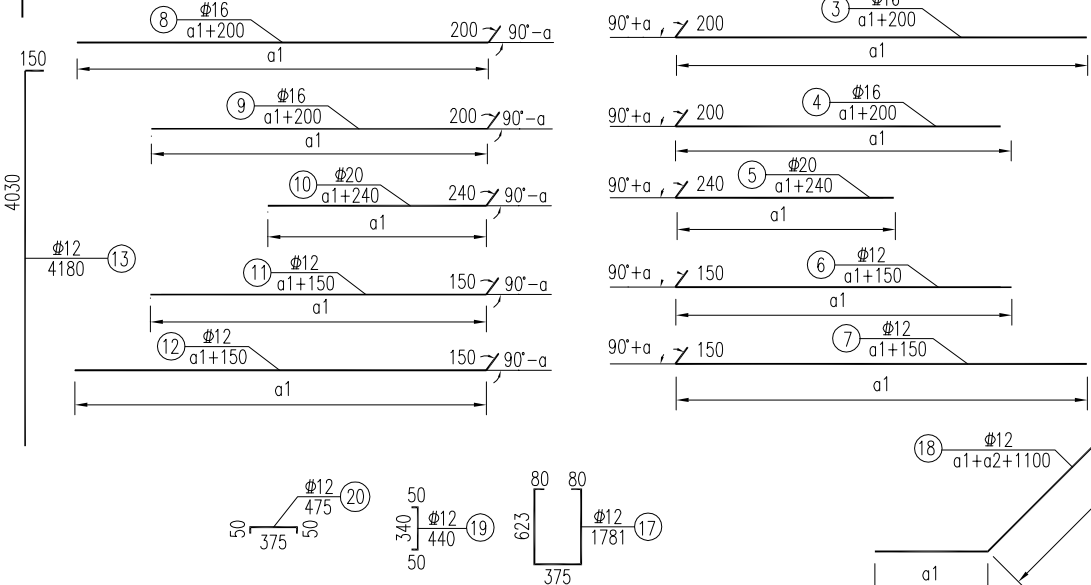 ⑧ Φ16
a1+200
200 90°-a
a1
③ Φ16
a1+200
90°+a 200
a1
150
4030
Φ12
4180 ⑬
⑨ Φ16
a1+200
200 90°-a
a1
④ Φ16
a1+200
90°+a 200
a1
⑩ Φ20
a1+240
240 90°-a
a1
⑤ Φ20
a1+240
90°+a 240
a1
⑪ Φ12
a1+150
150 90°-a
a1
⑥ Φ12
a1+150
90°+a 150
a1
⑫ Φ12
a1+150
150 90°-a
a1
⑦ Φ12
a1+150
90°+a 150
a1
⑱ Φ12
a1+a2+1100
a1
Φ12
475 ⑳
50 375 50
50
340
50
Φ12
440 ⑲
80 80
623
375
Φ12
1781 ⑰